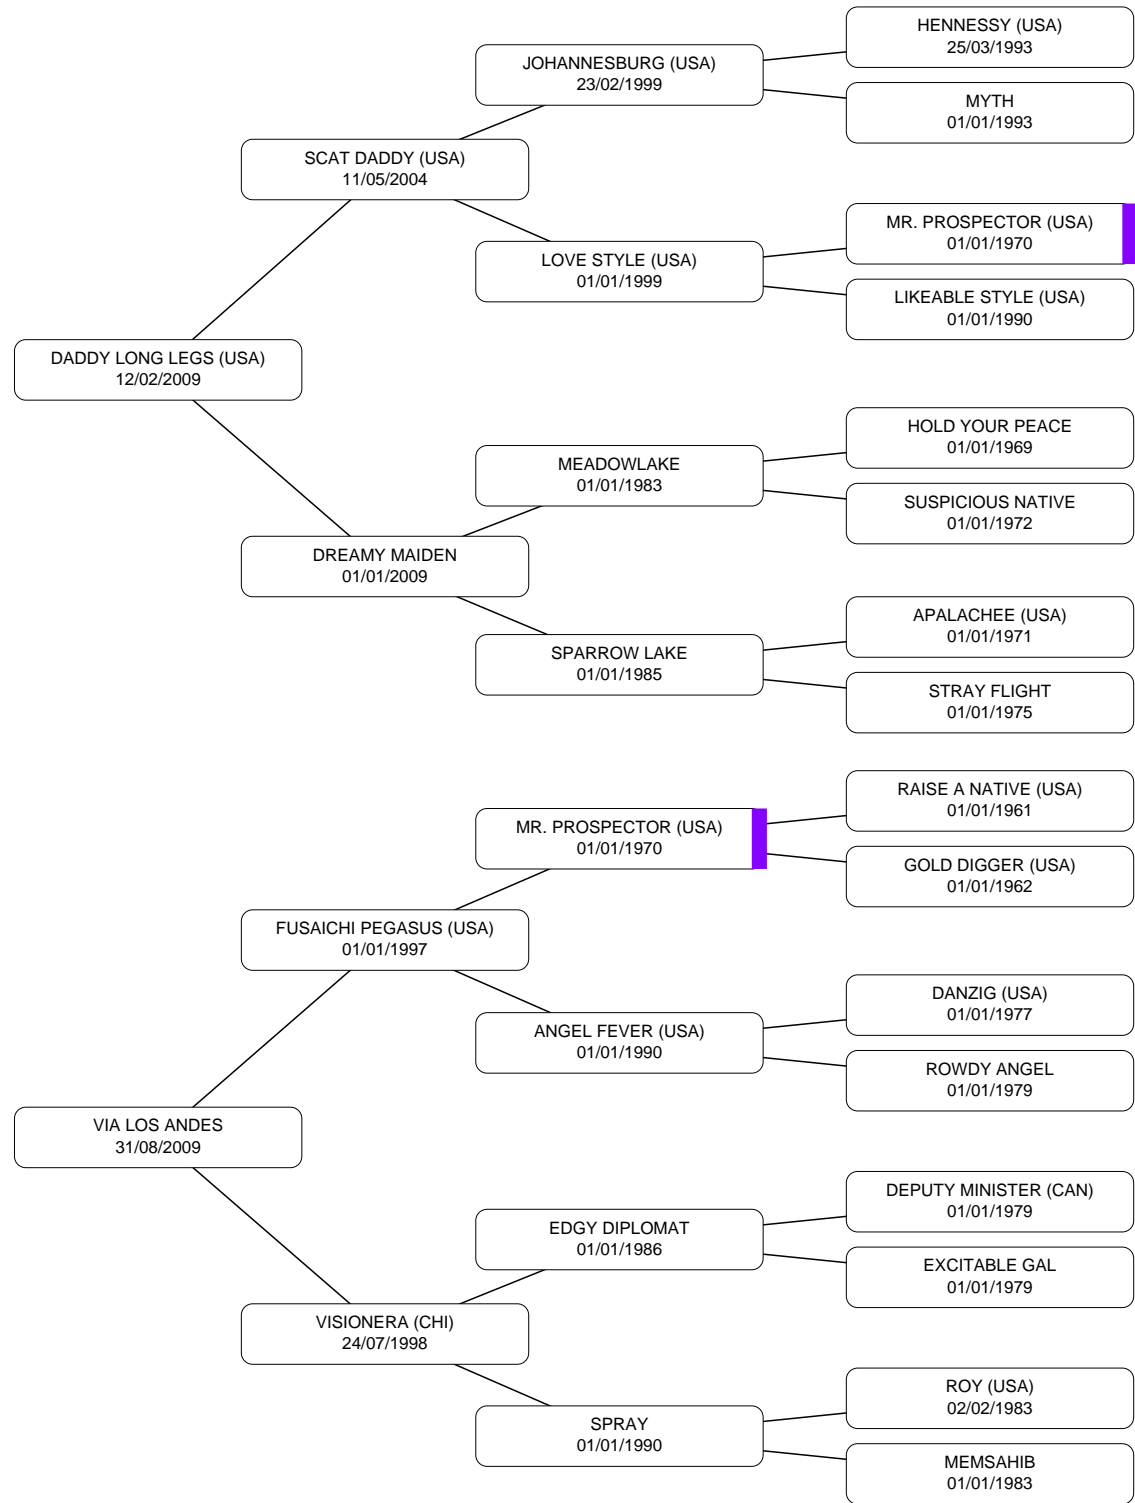 HENNESSY (USA)
25/03/1993
JOHANNESBURG (USA)
23/02/1999
MYTH
01/01/1993
SCAT DADDY (USA)
11/05/2004
MR. PROSPECTOR (USA)
01/01/1970
LOVE STYLE (USA)
01/01/1999
LIKEABLE STYLE (USA)
01/01/1990
DADDY LONG LEGS (USA)
12/02/2009
HOLD YOUR PEACE
01/01/1969
MEADOWLAKE
01/01/1983
SUSPICIOUS NATIVE
01/01/1972
DREAMY MAIDEN
01/01/2009
APALACHEE (USA)
01/01/1971
SPARROW LAKE
01/01/1985
STRAY FLIGHT
01/01/1975
RAISE A NATIVE (USA)
01/01/1961
MR. PROSPECTOR (USA)
01/01/1970
GOLD DIGGER (USA)
01/01/1962
FUSAICHI PEGASUS (USA)
01/01/1997
DANZIG (USA)
01/01/1977
ANGEL FEVER (USA)
01/01/1990
ROWDY ANGEL
01/01/1979
VIA LOS ANDES
31/08/2009
DEPUTY MINISTER (CAN)
01/01/1979
EDGY DIPLOMAT
01/01/1986
EXCITABLE GAL
01/01/1979
VISIONERA (CHI)
24/07/1998
ROY (USA)
02/02/1983
SPRAY
01/01/1990
MEMSAHIB
01/01/1983